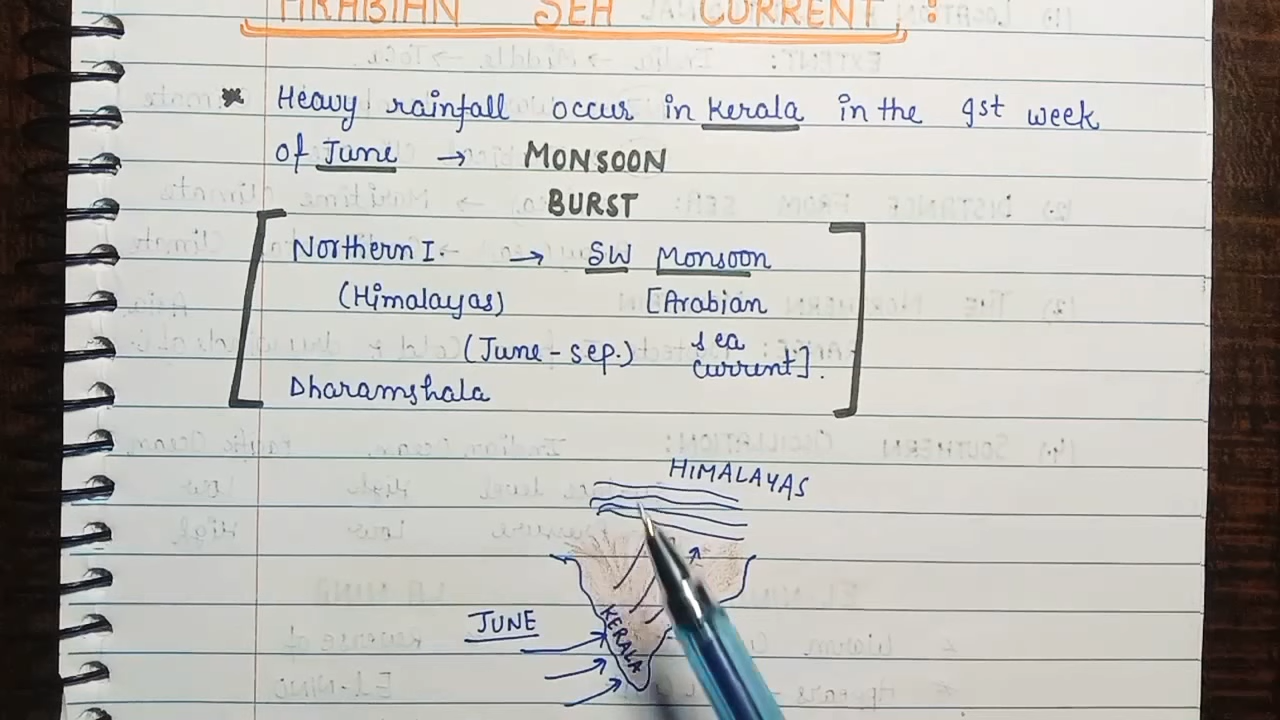 ARABIAN SEA CURRENT :
* Heavy rainfall occur in Kerala in the 1st week
of June → MONSOON
BURST
Northern I. → SW Monsoon
(Himalayas) [Arabian
sea
(June - sep.) current].
Dharamshala
HIMALAYAS
JUNE
KERALA